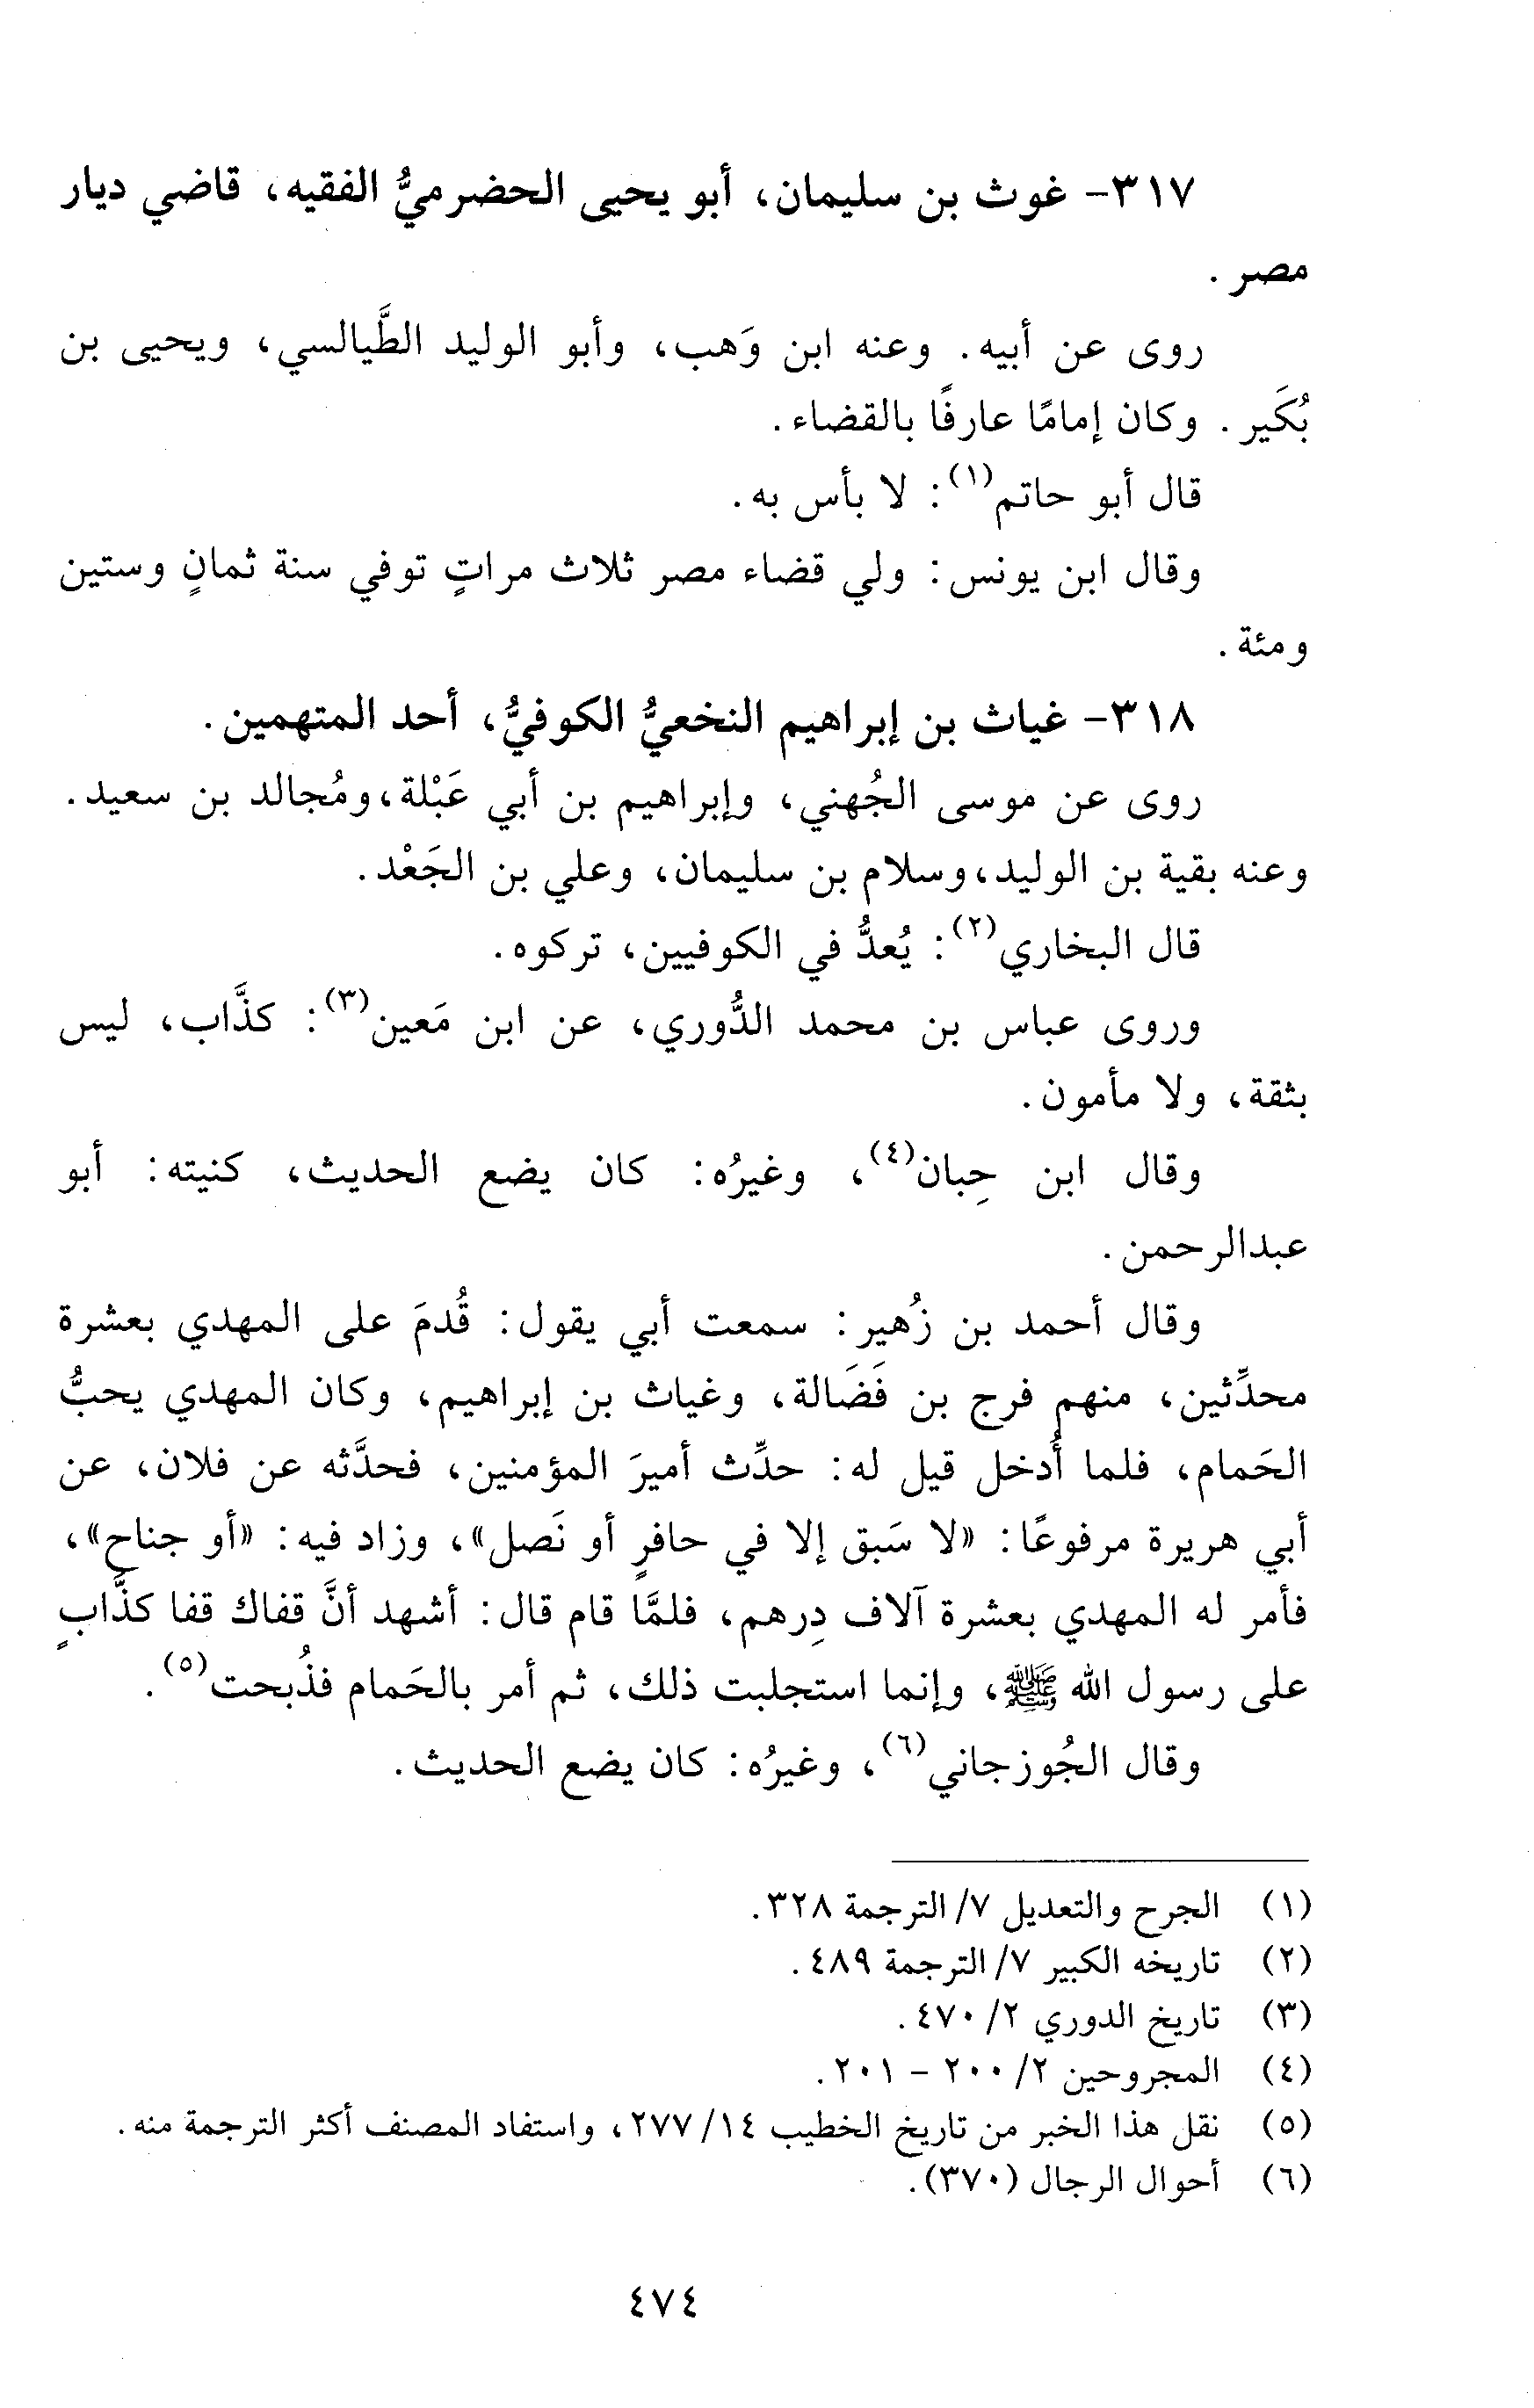 ٣١٧- غوث بن سليمان، أبو يحيى الحضرميُّ الفقيه، قاضي ديار
مصر.
روى عن أبيه. وعنه ابن وَهب، وأبو الوليد الطَّيالسي، ويحيى بن
بُكَير. وكان إمامًا عارفًا بالقضاء.
قال أبو حاتم(١): لا بأس به.
وقال ابن يونس: ولي قضاء مصر ثلاث مراتٍ توفي سنة ثمانٍ وستين
ومئة.
٣١٨- غياث بن إبراهيم النخعيُّ الكوفيُّ، أحد المتهمين.
روى عن موسى الجُهني، وإبراهيم بن أبي عَبْلة، ومُجالد بن سعيد.
وعنه بقية بن الوليد، وسلام بن سليمان، وعلي بن الجَعْد.
قال البخاري(٢): يُعدُّ في الكوفيين، تركوه.
وروى عباس بن محمد الدُّوري، عن ابن مَعين(٣): كذَّاب، ليس
بثقة، ولا مأمون.
وقال ابن حِبان(٤)، وغيرُه: كان يضع الحديث، كنيته: أبو
عبدالرحمن.
وقال أحمد بن زُهير: سمعت أبي يقول: قُدمَ على المهدي بعشرة
محدِّثين، منهم فرج بن فَضَالة، وغياث بن إبراهيم، وكان المهدي يحبُّ
الحَمام، فلما أُدخل قيل له: حدِّث أميرَ المؤمنين، فحدَّثه عن فلان، عن
أبي هريرة مرفوعًا: «لا سَبق إلا في حافرٍ أو نَصل»، وزاد فيه: «أو جناح»،
فأمر له المهدي بعشرة آلاف دِرهم، فلمَّا قام قال: أشهد أنَّ قفاك قفا كذَّابٍ
على رسول الله ﷺ، وإنما استجلبت ذلك، ثم أمر بالحَمام فذُبحت(٥).
وقال الجُوزجاني(٦)، وغيرُه: كان يضع الحديث.
(١) الجرح والتعديل ٧/ الترجمة ٣٢٨.
(٢) تاريخه الكبير ٧/ الترجمة ٤٨٩.
(٣) تاريخ الدوري ٢/ ٤٧٠.
(٤) المجروحين ٢/ ٢٠٠ - ٢٠١.
(٥) نقل هذا الخبر من تاريخ الخطيب ١٤/ ٢٧٧، واستفاد المصنف أكثر الترجمة منه.
(٦) أحوال الرجال (٣٧٠).
٤٧٤